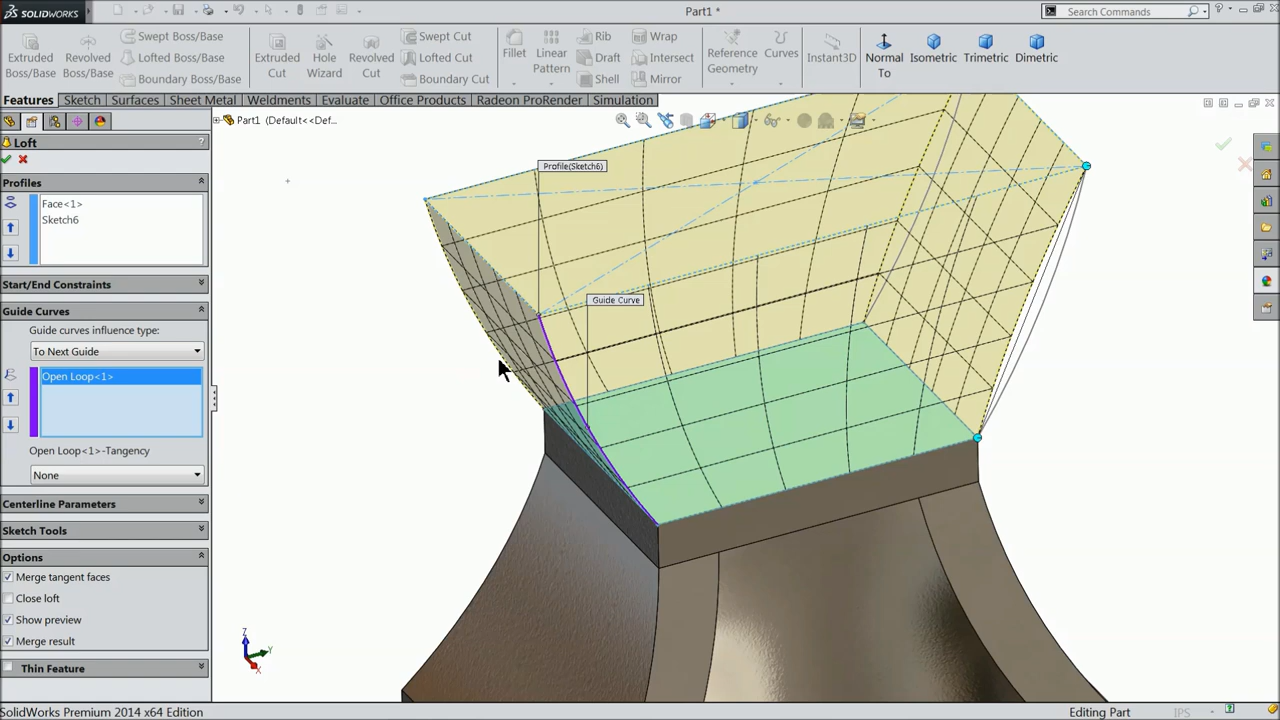 SOLIDWORKS
Part1 *
Search Commands
Extruded Boss/Base
Revolved Boss/Base
Swept Boss/Base
Lofted Boss/Base
Boundary Boss/Base
Extruded Cut
Hole Wizard
Revolved Cut
Swept Cut
Lofted Cut
Boundary Cut
Fillet
Linear Pattern
Rib
Draft
Shell
Wrap
Intersect
Mirror
Reference Geometry
Curves
Instant3D
Normal To
Isometric
Trimetric
Dimetric
Features
Sketch
Surfaces
Sheet Metal
Weldments
Evaluate
Office Products
Radeon ProRender
Simulation
Part1 (Default<<Def...
Loft
?
Profiles
Face<1>
Sketch6
Start/End Constraints
Guide Curves
Guide curves influence type:
To Next Guide
Open Loop<1>
Open Loop<1>-Tangency
None
Centerline Parameters
Sketch Tools
Options
Merge tangent faces
Close loft
Show preview
Merge result
Thin Feature
Profile(Sketch6)
Guide Curve
Z
Y
X
SolidWorks Premium 2014 x64 Edition
Editing Part
IPS